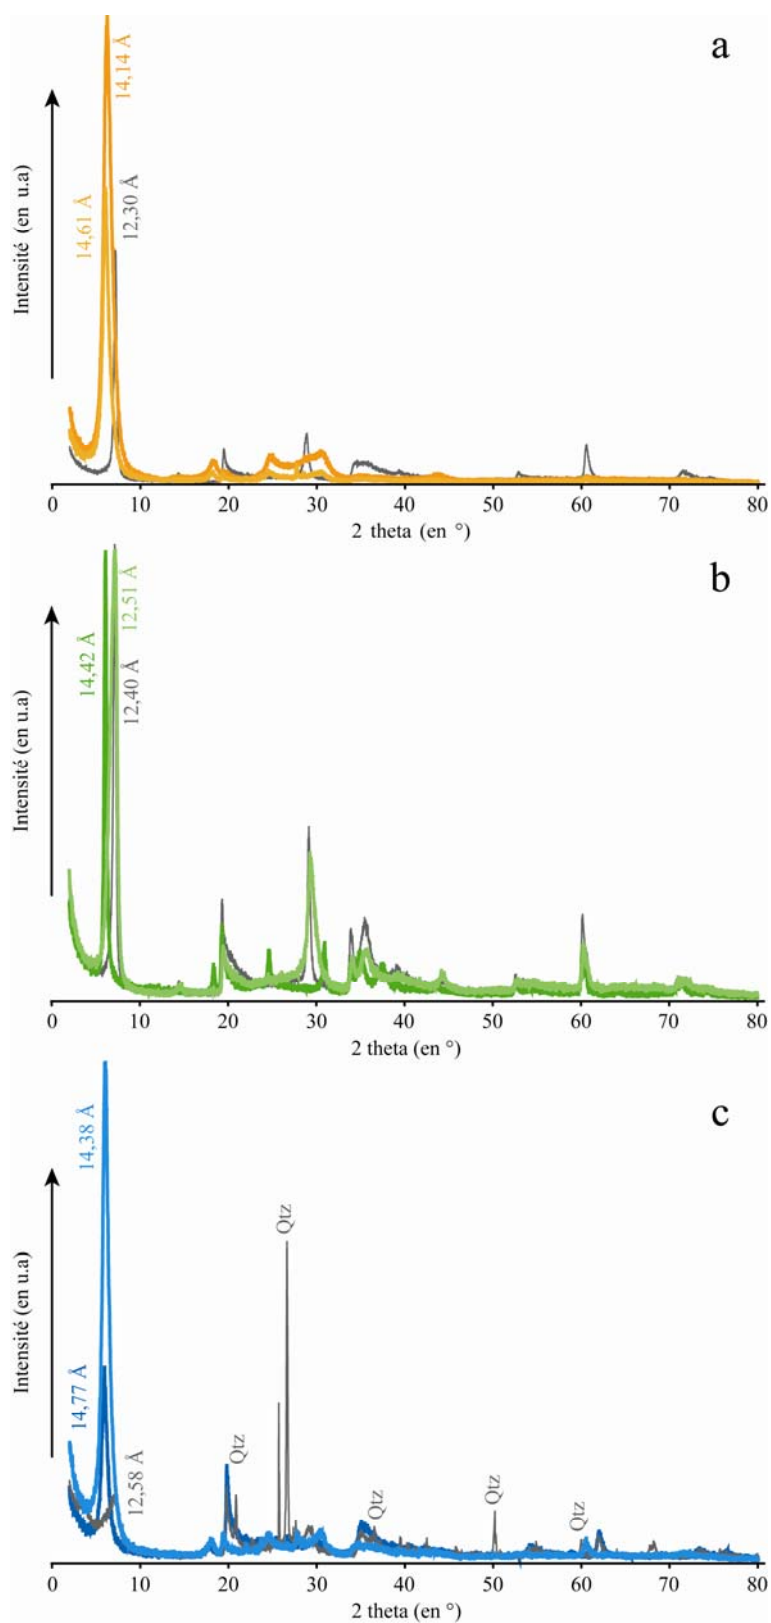 a
14,14 Å
14,61 Å
12,30 Å
Intensité (en u.a)
0 10 20 30 40 50 60 70 80
2 theta (en °)
b
12,51 Å
14,42 Å
12,40 Å
Intensité (en u.a)
0 10 20 30 40 50 60 70 80
2 theta (en °)
c
14,38 Å
Qtz
14,77 Å
12,58 Å
Qtz
Qtz
Qtz
Qtz
Intensité (en u.a)
0 10 20 30 40 50 60 70 80
2 theta (en °)